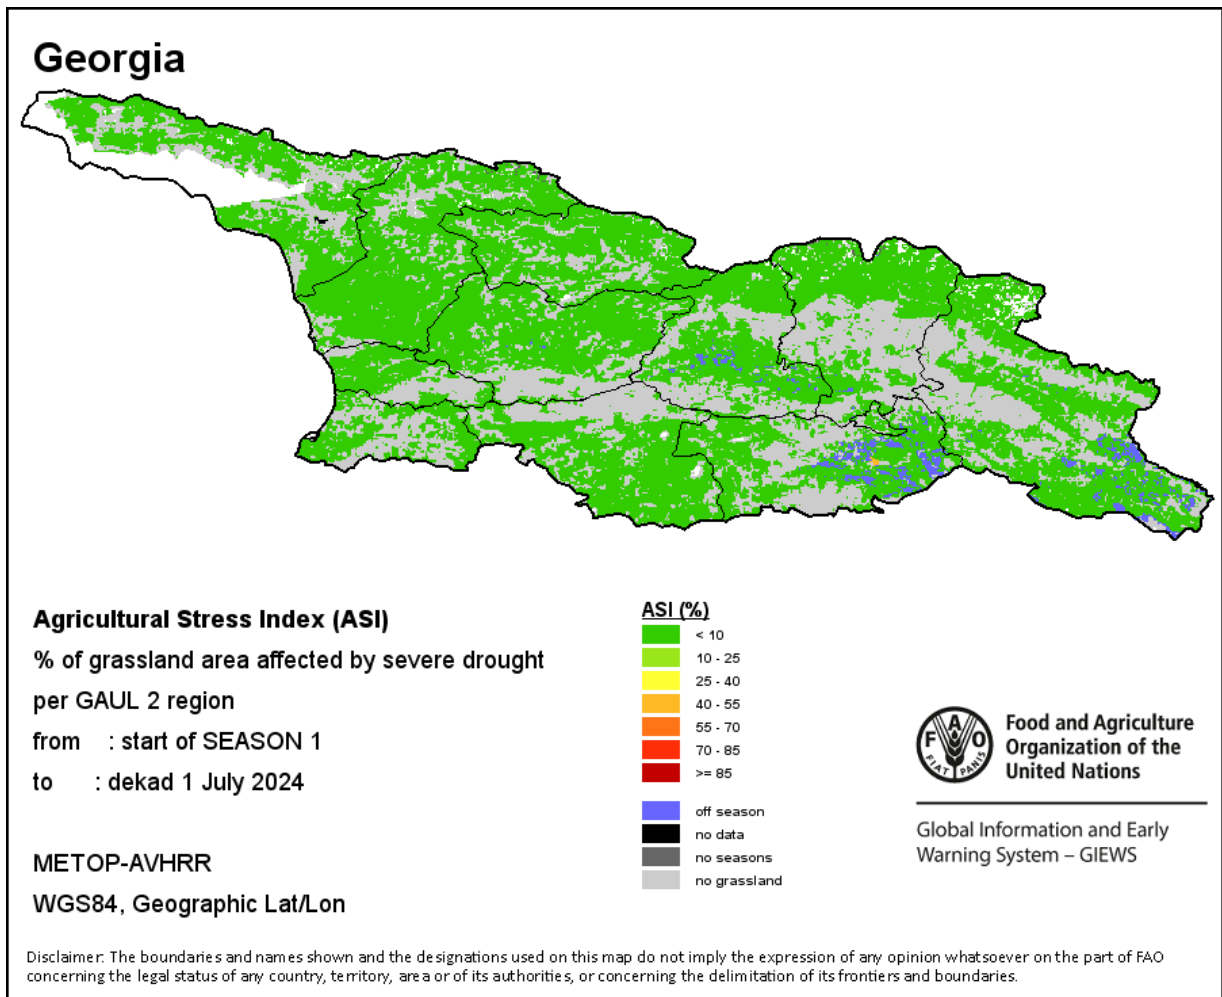 Georgia
Agricultural Stress Index (ASI)
% of grassland area affected by severe drought
per GAUL 2 region
from : start of SEASON 1
to : dekad 1 July 2024
METOP-AVHRR
WGS84, Geographic Lat/Lon
ASI (%)
< 10
10 - 25
25 - 40
40 - 55
55 - 70
70 - 85
>= 85
off season
no data
no seasons
no grassland
F A O
FIAT PANIS
Food and Agriculture
Organization of the
United Nations
Global Information and Early
Warning System – GIEWS
Disclaimer: The boundaries and names shown and the designations used on this map do not imply the expression of any opinion whatsoever on the part of FAO
concerning the legal status of any country, territory, area or of its authorities, or concerning the delimitation of its frontiers and boundaries.